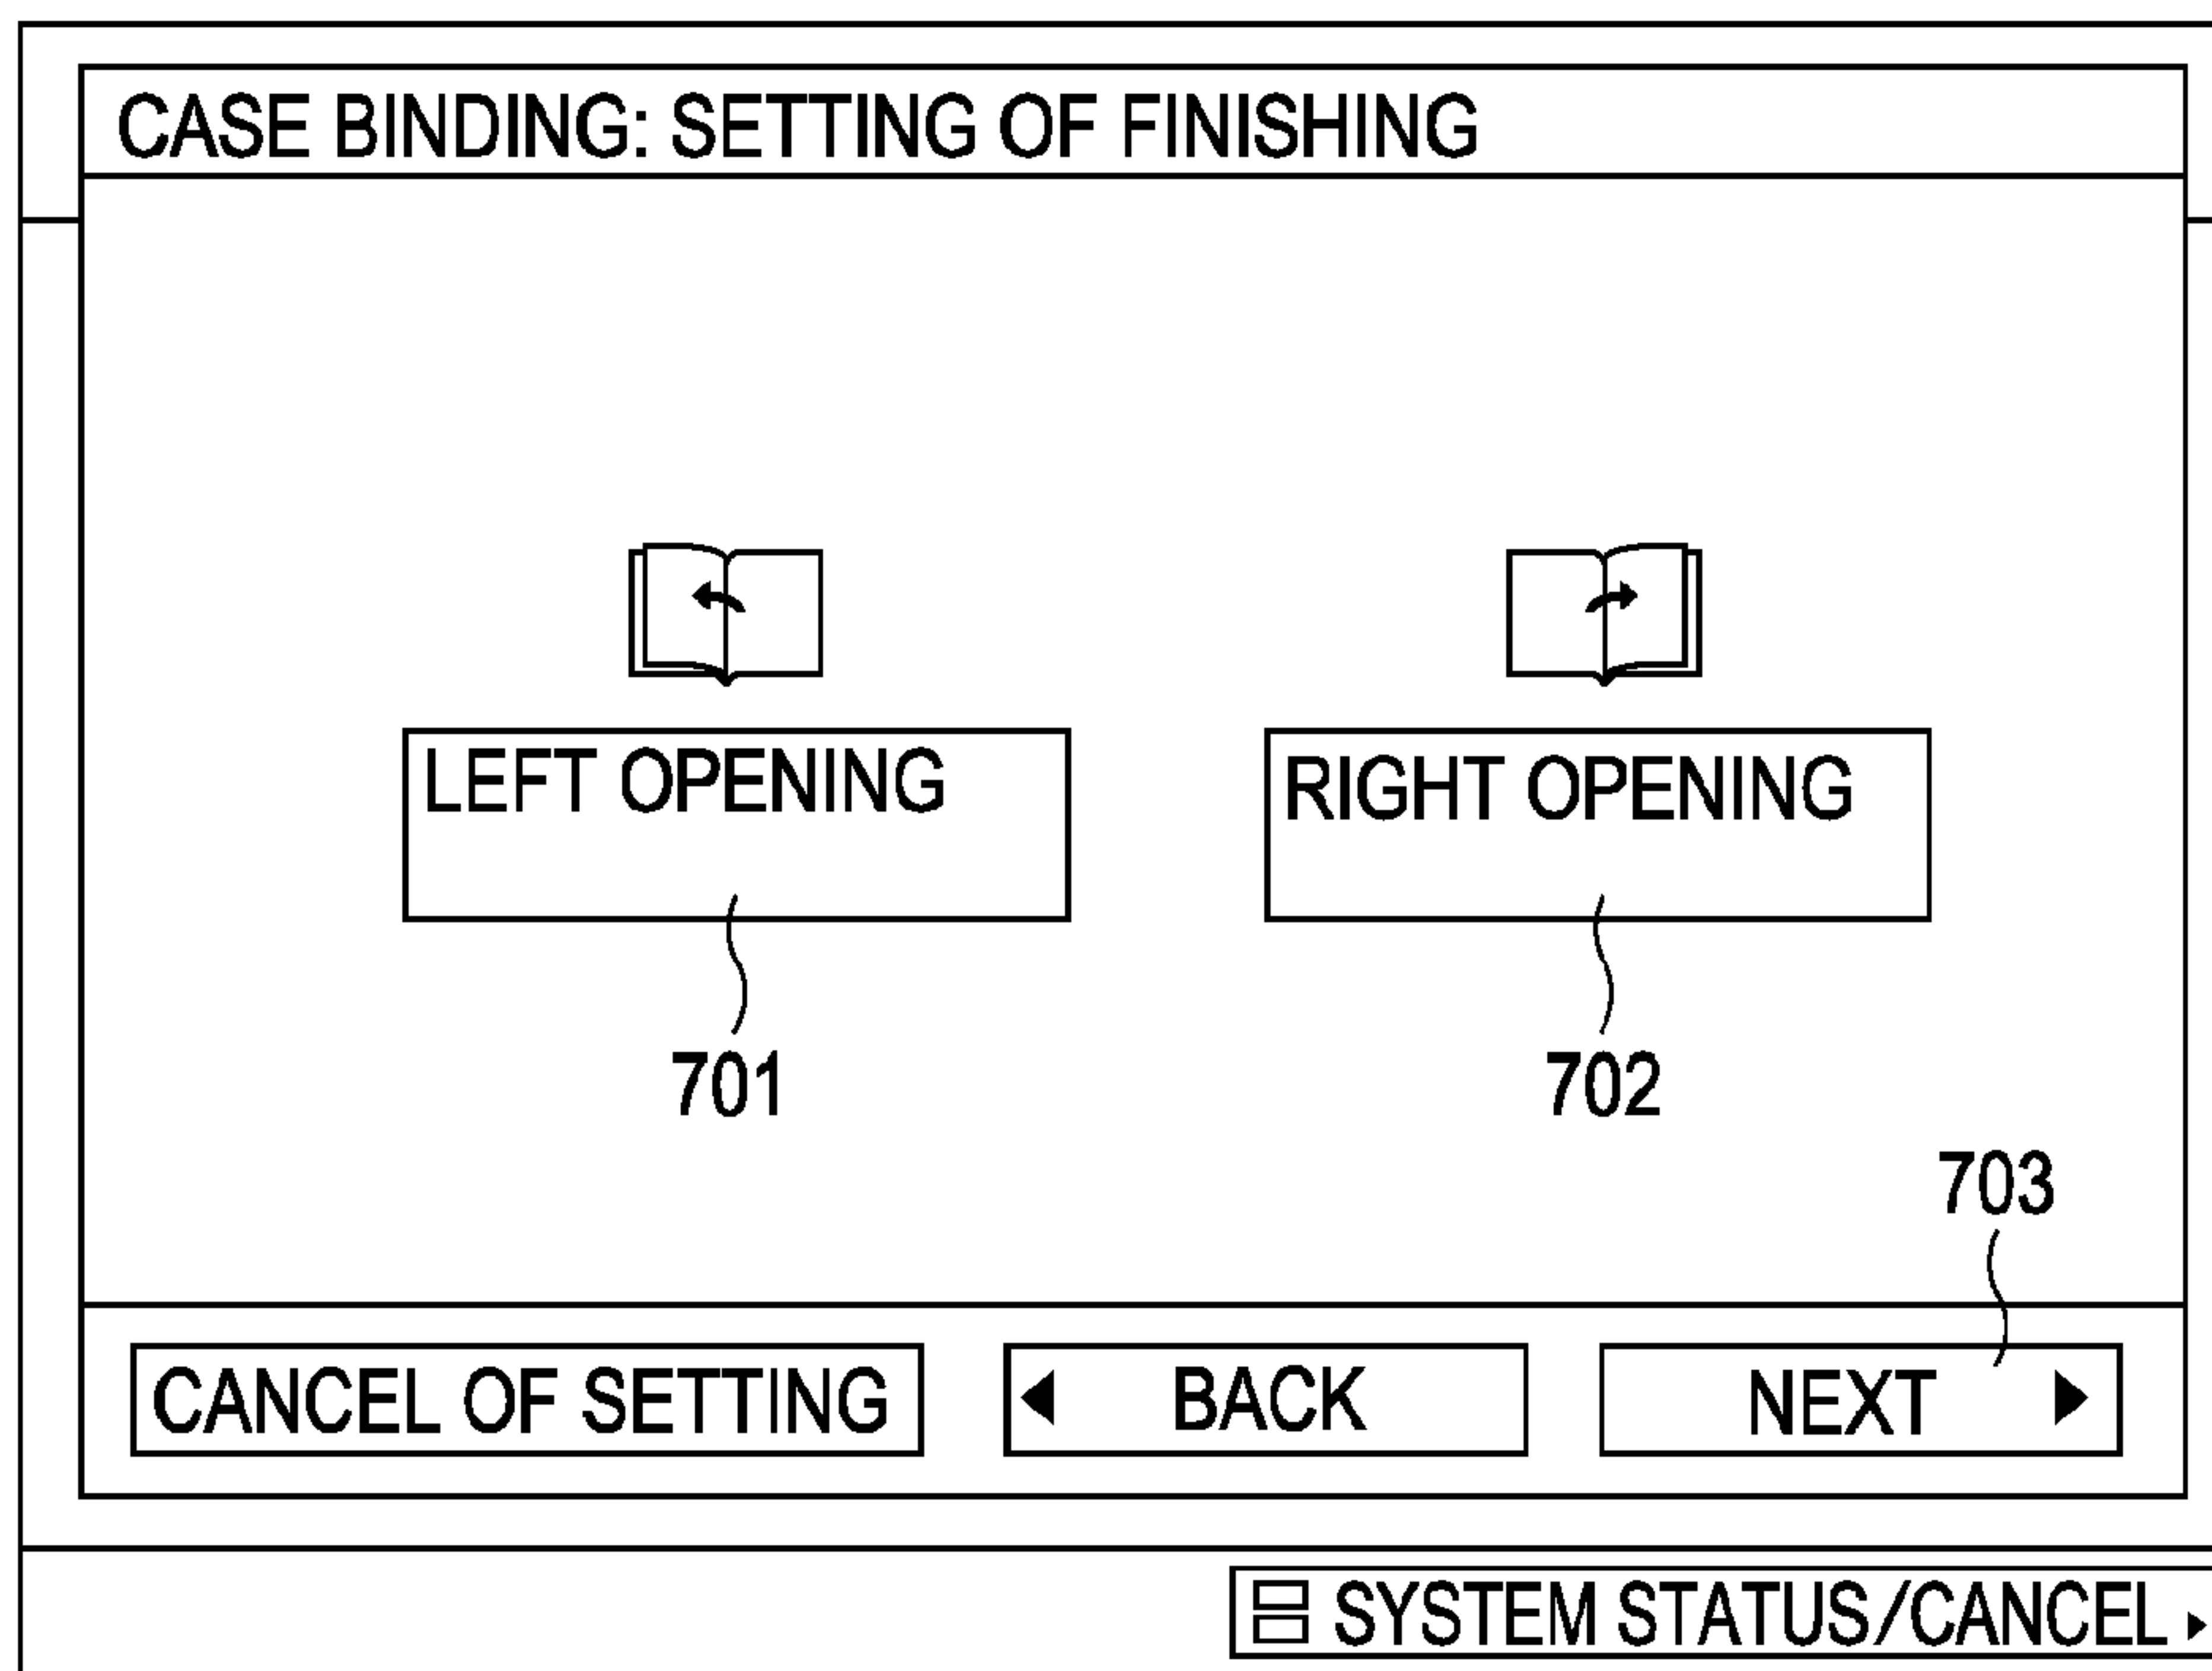 CASE BINDING: SETTING OF FINISHING
LEFT OPENING
RIGHT OPENING
701
702
703
CANCEL OF SETTING
BACK
NEXT
SYSTEM STATUS/CANCEL